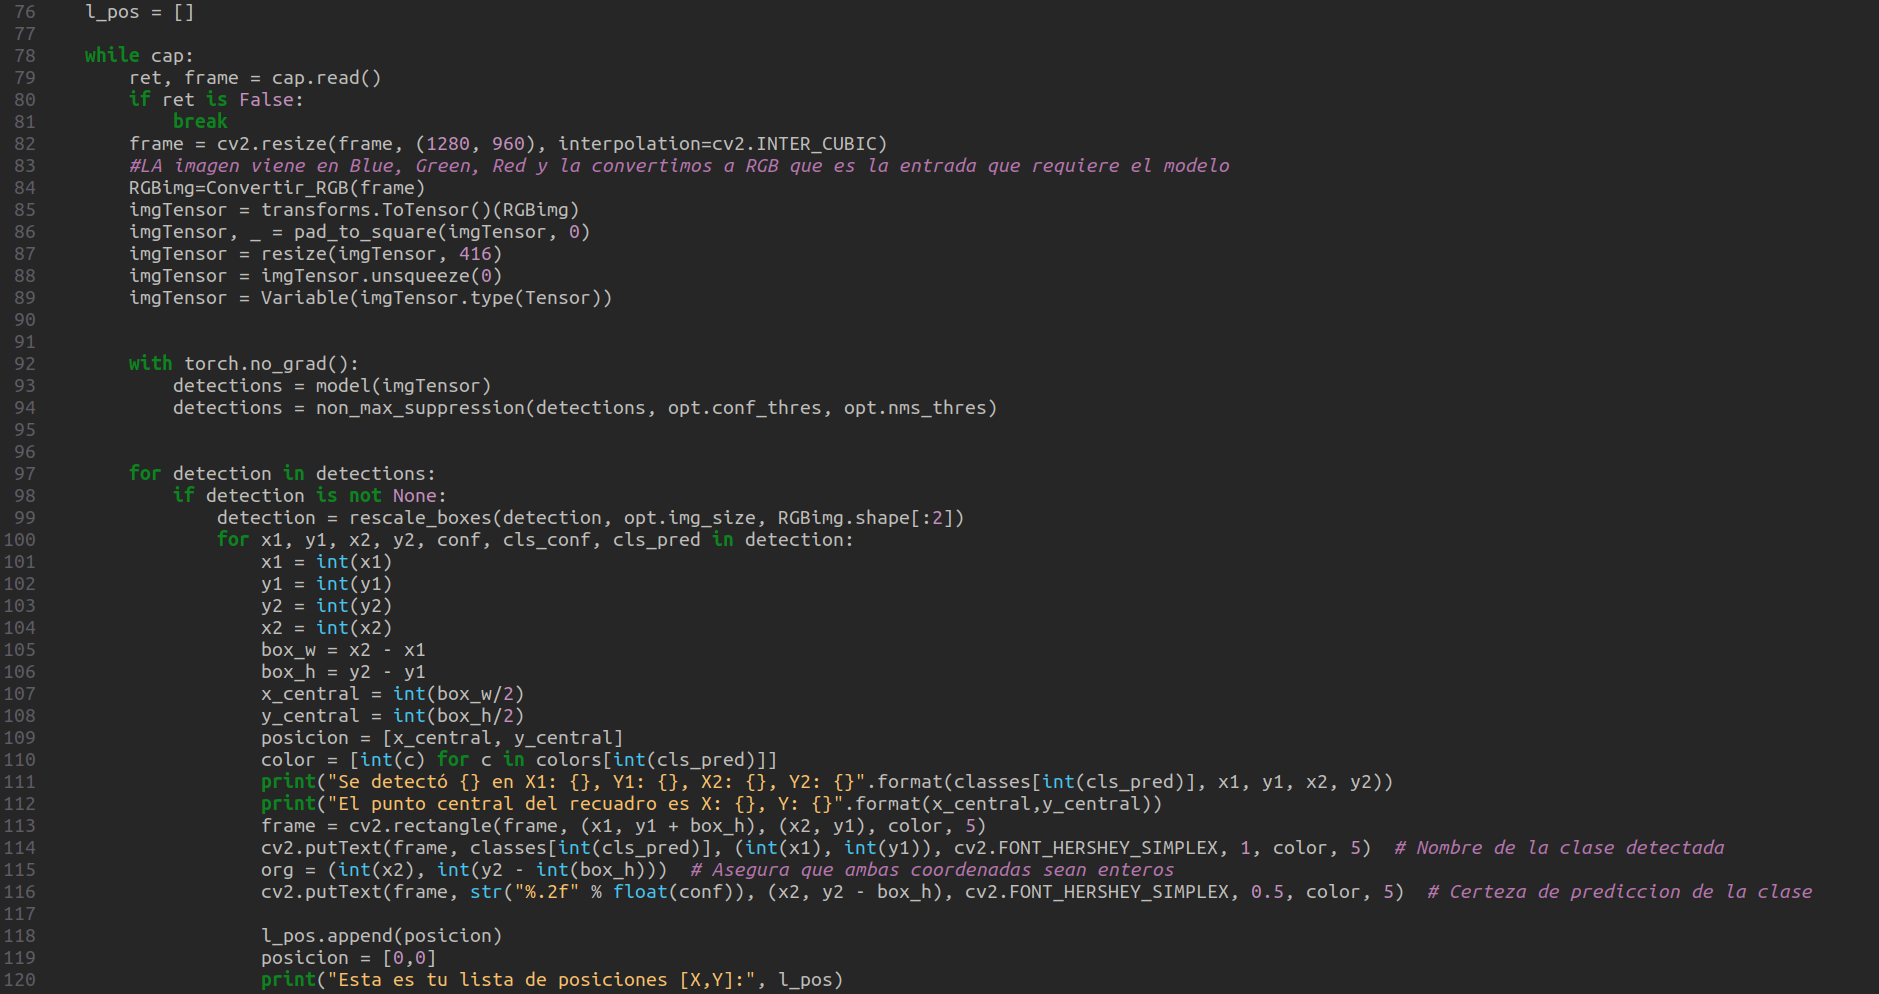 76 l_pos = []
77
78 while cap:
79 ret, frame = cap.read()
80 if ret is False:
81 break
82 frame = cv2.resize(frame, (1280, 960), interpolation=cv2.INTER_CUBIC)
83 #LA imagen viene en Blue, Green, Red y la convertimos a RGB que es la entrada que requiere el modelo
84 RGBimg=Convertir_RGB(frame)
85 imgTensor = transforms.ToTensor()(RGBimg)
86 imgTensor, _ = pad_to_square(imgTensor, 0)
87 imgTensor = resize(imgTensor, 416)
88 imgTensor = imgTensor.unsqueeze(0)
89 imgTensor = Variable(imgTensor.type(Tensor))
90
91
92 with torch.no_grad():
93 detections = model(imgTensor)
94 detections = non_max_suppression(detections, opt.conf_thres, opt.nms_thres)
95
96
97 for detection in detections:
98 if detection is not None:
99 detection = rescale_boxes(detection, opt.img_size, RGBimg.shape[:2])
100 for x1, y1, x2, y2, conf, cls_conf, cls_pred in detection:
101 x1 = int(x1)
102 y1 = int(y1)
103 y2 = int(y2)
104 x2 = int(x2)
105 box_w = x2 - x1
106 box_h = y2 - y1
107 x_central = int(box_w/2)
108 y_central = int(box_h/2)
109 posicion = [x_central, y_central]
110 color = [int(c) for c in colors[int(cls_pred)]]
111 print("Se detectó {} en X1: {}, Y1: {}, X2: {}, Y2: {}".format(classes[int(cls_pred)], x1, y1, x2, y2))
112 print("El punto central del recuadro es X: {}, Y: {}".format(x_central,y_central))
113 frame = cv2.rectangle(frame, (x1, y1 + box_h), (x2, y1), color, 5)
114 cv2.putText(frame, classes[int(cls_pred)], (int(x1), int(y1)), cv2.FONT_HERSHEY_SIMPLEX, 1, color, 5) # Nombre de la clase detectada
115 org = (int(x2), int(y2 - int(box_h))) # Asegura que ambas coordenadas sean enteros
116 cv2.putText(frame, str("%.2f" % float(conf)), (x2, y2 - box_h), cv2.FONT_HERSHEY_SIMPLEX, 0.5, color, 5) # Certeza de prediccion de la clase
117
118 l_pos.append(posicion)
119 posicion = [0,0]
120 print("Esta es tu lista de posiciones [X,Y]:", l_pos)